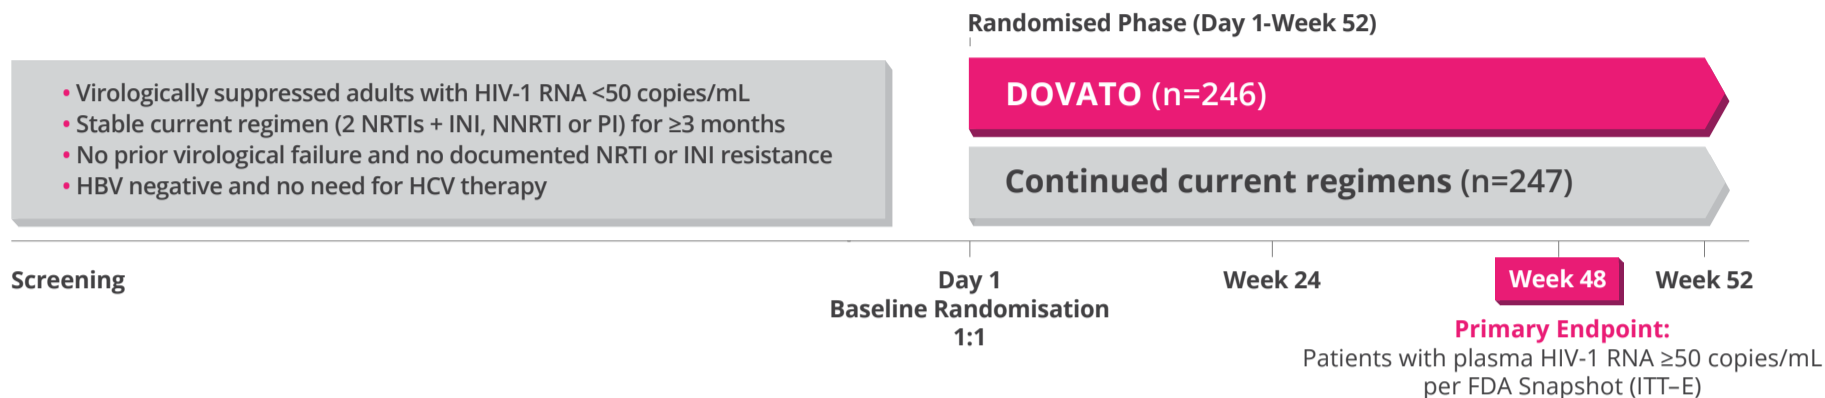 Randomised Phase (Day 1-Week 52)
• Virologically suppressed adults with HIV-1 RNA <50 copies/mL
• Stable current regimen (2 NRTIs + INI, NNRTI or PI) for ≥3 months
• No prior virological failure and no documented NRTI or INI resistance
• HBV negative and no need for HCV therapy
DOVATO (n=246)
Continued current regimens (n=247)
Screening
Day 1
Baseline Randomisation
1:1
Week 24
Week 48
Week 52
Primary Endpoint:
Patients with plasma HIV-1 RNA ≥50 copies/mL
per FDA Snapshot (ITT–E)